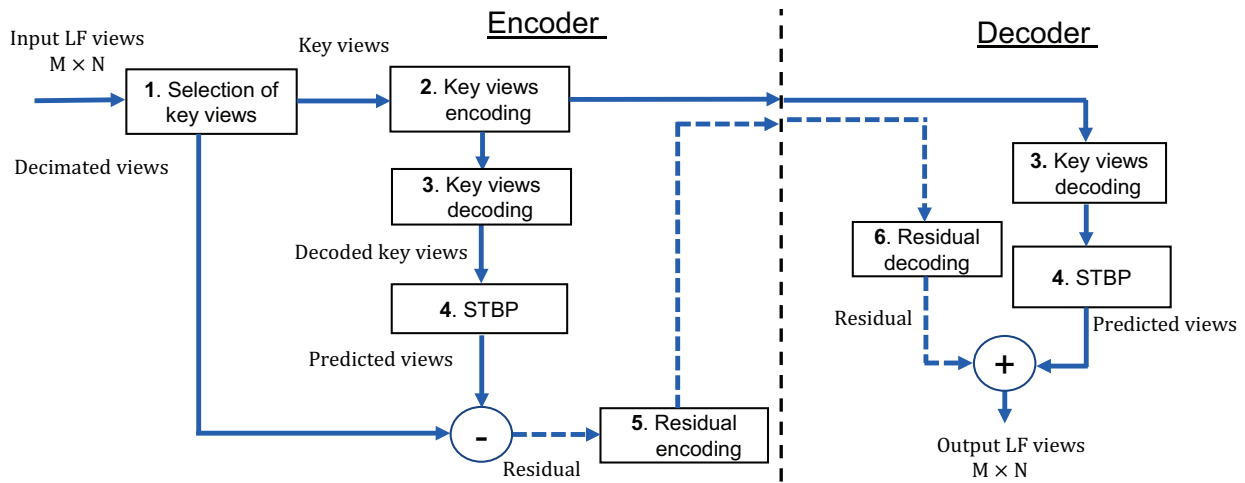 Encoder
Decoder
Input LF views
M × N
Key views
1. Selection of
key views
2. Key views
encoding
Decimated views
3. Key views
decoding
Decoded key views
4. STBP
Predicted views
-
Residual
5. Residual
encoding
3. Key views
decoding
6. Residual
decoding
4. STBP
Residual
Predicted views
+
Output LF views
M × N